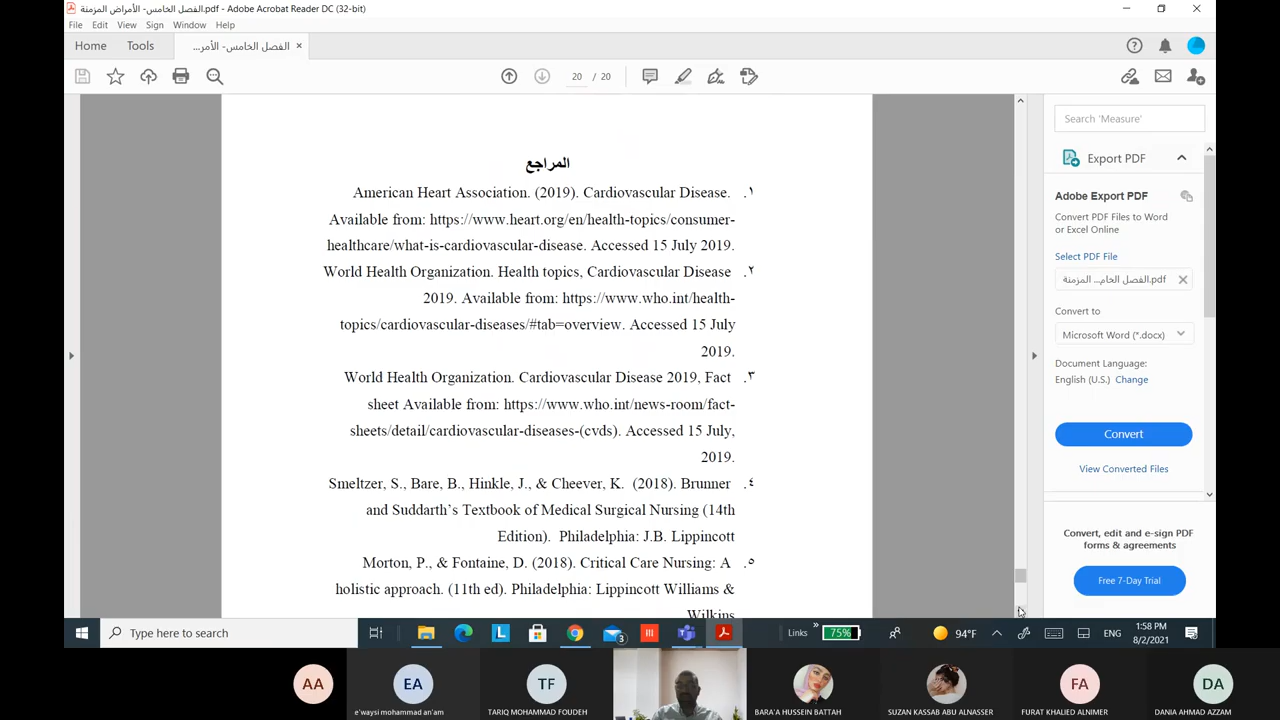 الفصل الخامس- الأمراض المزمنة.pdf - Adobe Acrobat Reader DC (32-bit)
File Edit View Sign Window Help
Home Tools الفصل الخامس- الأمر...
20 / 20
Search 'Measure'
Export PDF
Adobe Export PDF
Convert PDF Files to Word
or Excel Online
Select PDF File
الفصل الخام... المزمنة.pdf
Convert to
Microsoft Word (*.docx)
Document Language:
English (U.S.) Change
Convert
View Converted Files
Convert, edit and e-sign PDF
forms & agreements
Free 7-Day Trial
المراجع
١. American Heart Association. (2019). Cardiovascular Disease.
Available from: https://www.heart.org/en/health-topics/consumer-
healthcare/what-is-cardiovascular-disease. Accessed 15 July 2019.
٢. World Health Organization. Health topics, Cardiovascular Disease
2019. Available from: https://www.who.int/health-
topics/cardiovascular-diseases/#tab=overview. Accessed 15 July
2019.
٣. World Health Organization. Cardiovascular Disease 2019, Fact
sheet Available from: https://www.who.int/news-room/fact-
sheets/detail/cardiovascular-diseases-(cvds). Accessed 15 July,
2019.
٤. Smeltzer, S., Bare, B., Hinkle, J., & Cheever, K. (2018). Brunner
and Suddarth's Textbook of Medical Surgical Nursing (14th
Edition). Philadelphia: J.B. Lippincott
٥. Morton, P., & Fontaine, D. (2018). Critical Care Nursing: A
holistic approach. (11th ed). Philadelphia: Lippincott Williams &
Wilkins
Type here to search
L
3
Links
75%
94°F
ENG
1:58 PM
8/2/2021
AA EA TF FA DA
e'waysi mohammad an'am
TARIQ MOHAMMAD FOUDEH
BARA'A HUSSEIN BATTAH
SUZAN KASSAB ABU ALNASSER
FURAT KHALIED ALNIMER
DANIA AHMAD AZZAM